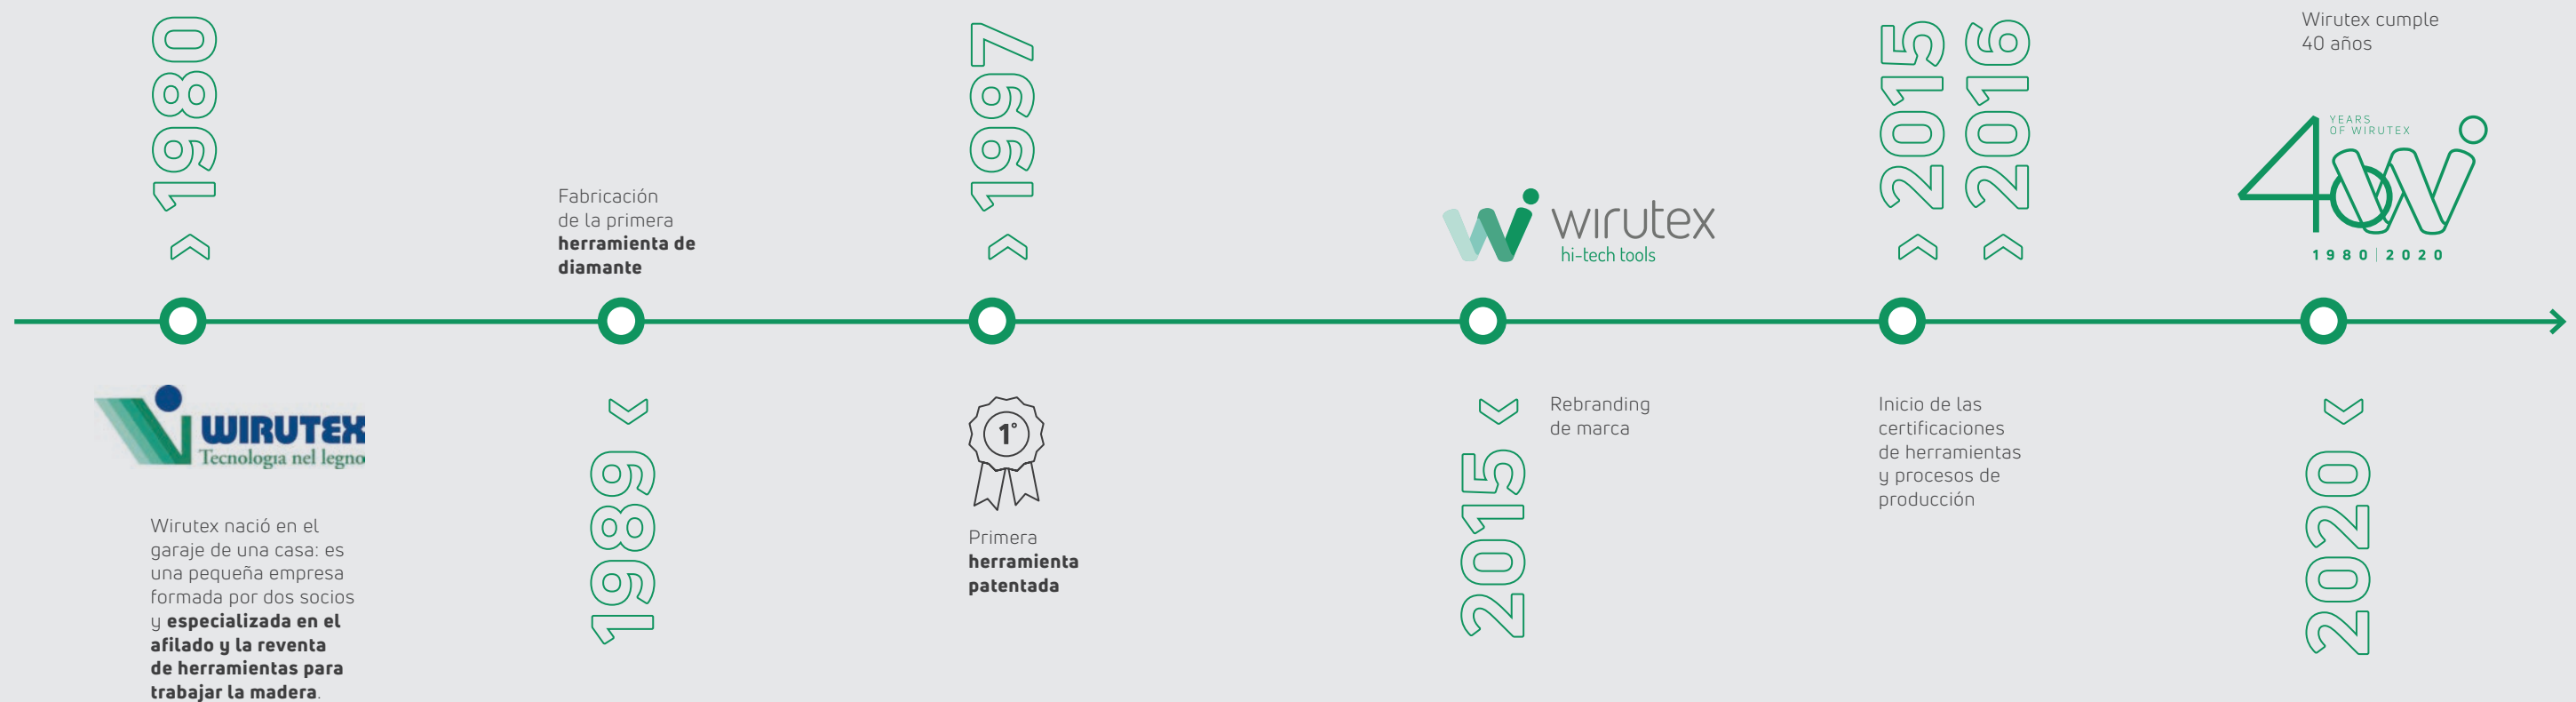 1980
WIRUTEX
Tecnologia nel legno
Wirutex nació en el
garaje de una casa: es
una pequeña empresa
formada por dos socios
y especializada en el
afilado y la reventa
de herramientas para
trabajar la madera.
Fabricación
de la primera
herramienta de
diamante
1989
1997
1°
Primera
herramienta
patentada
wirutex
hi-tech tools
2015
Rebranding
de marca
2015
2016
Inicio de las
certificaciones
de herramientas
y procesos de
producción
Wirutex cumple
40 años
40
YEARS
OF WIRUTEX
1980|2020
2020